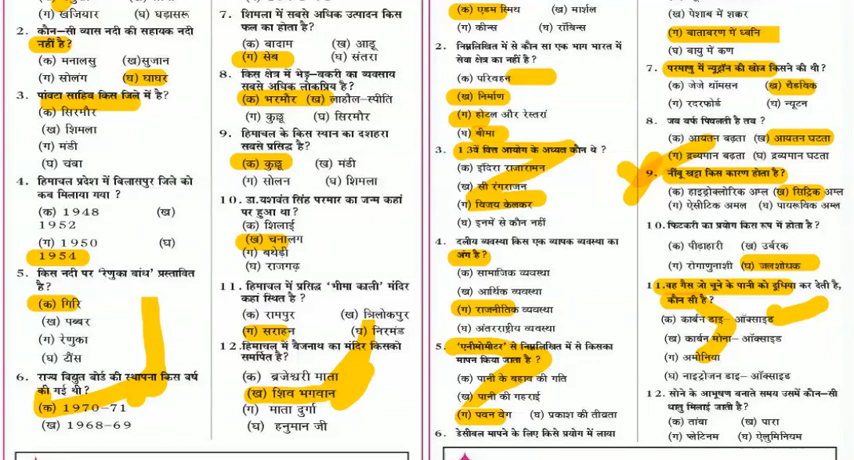 (ग) खजियार (घ) घड़ासरू
2. कौन–सी व्यास नदी की सहायक नदी
नहीं है?
(क) मनालसु (ख)सुजान
(ग) सोलंग (घ) घाघर
3. पांवटा साहिब किस जिले में है?
(क) सिरमौर
(ख) शिमला
(ग) मंडी
(घ) चंबा
4. हिमाचल प्रदेश में बिलासपुर जिले को
कब मिलाया गया ?
(क) 1948 (ख)
1952
(ग) 1950 (घ)
1954
5. किस नदी पर 'रेणुका बांध' प्रस्तावित
है?
(क) गिरि
(ख) पब्बर
(ग) रेणुका
(घ) टौंस
6. राज्य विद्युत बोर्ड की स्थापना किस वर्ष
की गई थी?
(क) 1970–71
(ख) 1968–69
7. शिमला में सबसे अधिक उत्पादन किस
फल का होता है?
(क) बादाम (ख) आडू
(ग) सेब (घ) संतरा
8. किस क्षेत्र में भेड़–बकरी का व्यवसाय
सबसे अधिक लोकप्रिय है?
(क) भरमौर (ख) लाहौल–स्पीति
(ग) कुल्लू (घ) सिरमौर
9. हिमाचल के किस स्थान का दशहरा
सबसे प्रसिद्ध है?
(क) कुल्लू (ख) मंडी
(ग) सोलन (घ) शिमला
10. डा.यशवंत सिंह परमार का जन्म कहां
पर हुआ था?
(क) शिलाई
(ख) चनालग
(ग) बथेड़ी
(घ) राजगढ़
11. हिमाचल में प्रसिद्ध 'भीमा काली' मंदिर
कहां स्थित है ?
(क) रामपुर (ख) त्रिलोकपुर
(ग) सराहन (घ) निरमंड
12. हिमाचल में बैजनाथ का मंदिर किसको
समर्पित है?
(क) ब्रजेश्वरी माता
(ख) शिव भगवान
(ग) माता दुर्गा
(घ) हनुमान जी
(क) एडम स्मिथ (ख) मार्शल
(ग) कीन्स (घ) रॉबिन्स
2. निम्नलिखित में से कौन सा एक भाग भारत में
सेवा क्षेत्र का नहीं है ?
(क) परिवहन
(ख) निर्माण
(ग) होटल और रेस्तरां
(घ) बीमा
3. 13वें वित्त आयोग के अध्यक्ष कौन थे ?
(क) इंदिरा राजारामन
(ख) सी रंगराजन
(ग) विजय केलकर
(घ) इनमें से कौन नहीं
4. दलीय व्यवस्था किस एक व्यापक व्यवस्था का
अंग है ?
(क) सामाजिक व्यवस्था
(ख) आर्थिक व्यवस्था
(ग) राजनीतिक व्यवस्था
(घ) अंतरराष्ट्रीय व्यवस्था
5. 'एनीमोमीटर' से निम्नलिखित में से किसका
मापन किया जाता है ?
(क) पानी के बहाव की गति
(ख) पानी की गहराई
(ग) पवन वेग (घ) प्रकाश की तीव्रता
6. डेसीबल मापने के लिए किसे प्रयोग में लाया
(ख) पेशाब में शक्कर
(ग) वातावरण में ध्वनि
(घ) वायु में कण
7. परमाणु में न्यूट्रॉन की खोज किसने की थी?
(क) जेजे थॉमसन (ख) चैडविक
(ग) रदरफोर्ड (घ) न्यूटन
8. जब बर्फ पिघलती है तब ?
(क) आयतन बढ़ता (ख) आयतन घटता
(ग) द्रव्यमान बढ़ता (घ) द्रव्यमान घटता
9. नींबू खट्टा किस कारण होता है?
(क) हाइड्रोक्लोरिक अम्ल (ख) सिट्रिक अम्ल
(ग) ऐसीटिक अमल (घ) पायरूविक अम्ल
10. फिटकरी का प्रयोग किस रूप में होता है?
(क) पीड़ाहारी (ख) उर्वरक
(ग) रोगाणुनाशी (घ) जलशोधक
11. वह गैस जो चूने के पानी को दूधिया कर देती है,
कौन सी है?
(क) कार्बन डाइ– ऑक्साइड
(ख) कार्बन मोना– ऑक्साइड
(ग) अमोनिया
(घ) नाइट्रोजन डाइ– ऑक्साइड
12. सोने के आभूषण बनाते समय उसमें कौन–सी
धातु मिलाई जाती है?
(क) तांबा (ख) पारा
(ग) प्लेटिनम (घ) ऐलुमिनियम